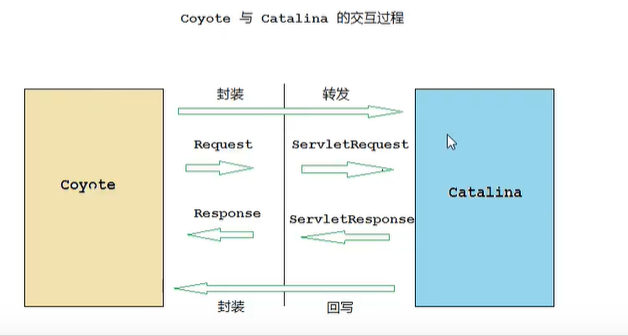 Coyote 与 Catalina 的交互过程
封装 转发
Request ServletRequest
Coyote Catalina
Response ServletResponse
封装 回写